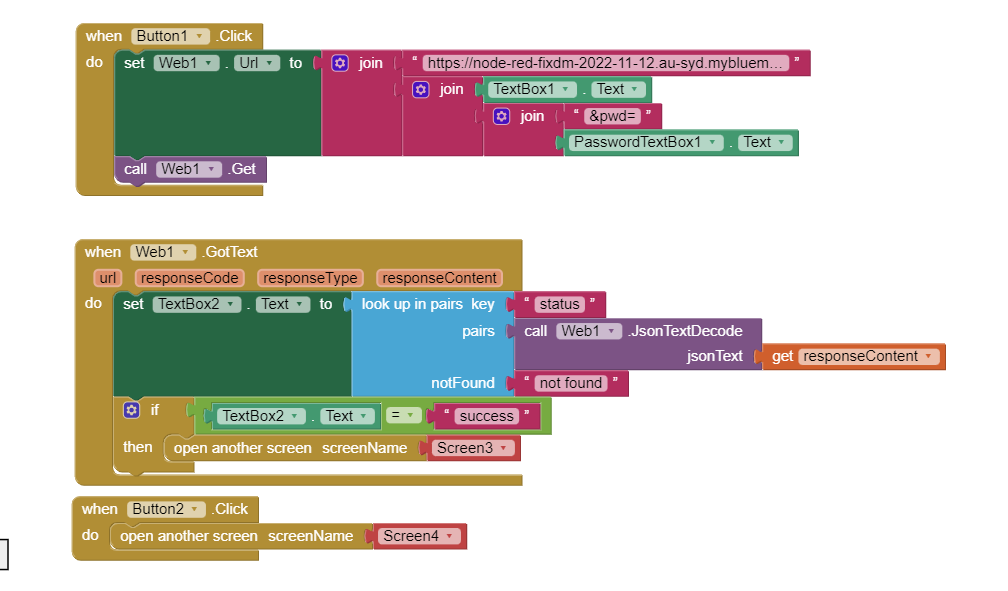 when Button1 .Click
do set Web1 . Url to join " https://node-red-fixdm-2022-11-12.au-syd.mybluem... "
join TextBox1 . Text
join " &pwd= "
PasswordTextBox1 . Text
call Web1 .Get
when Web1 .GotText
url responseCode responseType responseContent
do set TextBox2 . Text to look up in pairs key " status "
pairs call Web1 .JsonTextDecode
jsonText get responseContent
notFound " not found "
if TextBox2 . Text = " success "
then open another screen screenName Screen3
when Button2 .Click
do open another screen screenName Screen4